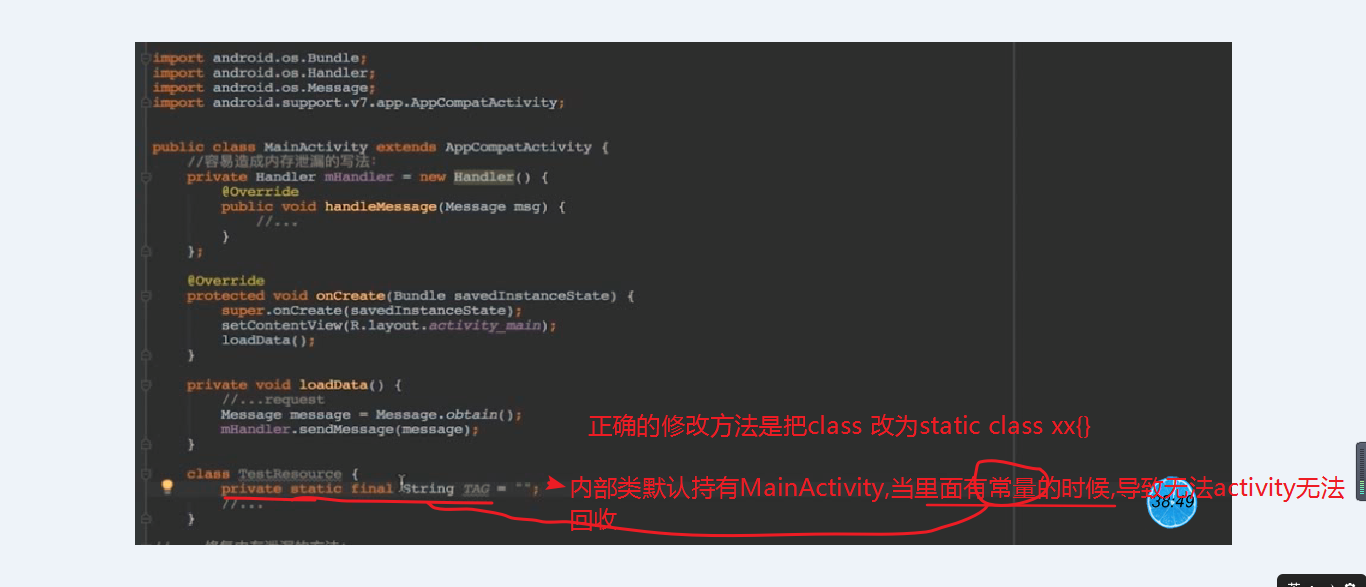 import android.os.Bundle;
import android.os.Handler;
import android.os.Message;
import android.support.v7.app.AppCompatActivity;
public class MainActivity extends AppCompatActivity {
//容易造成内存泄漏的写法:
private Handler mHandler = new Handler() {
@Override
public void handleMessage(Message msg) {
//...
}
};
@Override
protected void onCreate(Bundle savedInstanceState) {
super.onCreate(savedInstanceState);
setContentView(R.layout.activity_main);
loadData();
}
private void loadData() {
//...request
Message message = Message.obtain();
mHandler.sendMessage(message);
}
正确的修改方法是把class 改为static class xx{}
class TestResource {
private static final String TAG = "";
内部类默认持有MainActivity,当里面有常量的时候,导致无法activity无法
回收
//...
}
38:49